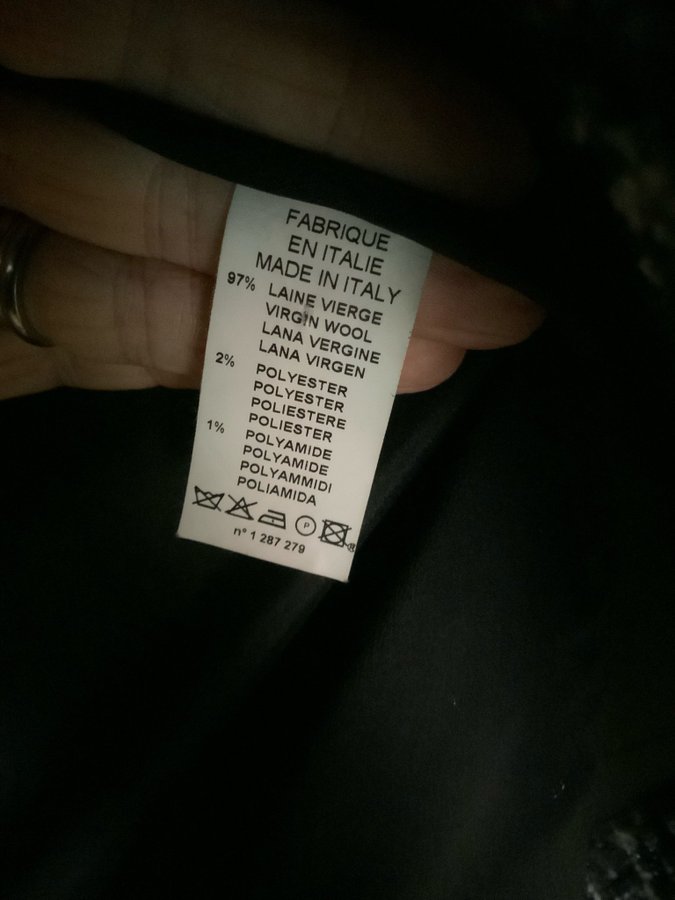 FABRIQUE
EN ITALIE
MADE IN ITALY
97% LAINE VIERGE
VIRGIN WOOL
LANA VERGINE
LANA VIRGEN
2% POLYESTER
POLYESTER
POLIESTERE
POLIESTER
1% POLYAMIDE
POLYAMIDE
POLYAMMIDI
POLIAMIDA
P
®
n° 1 287 279